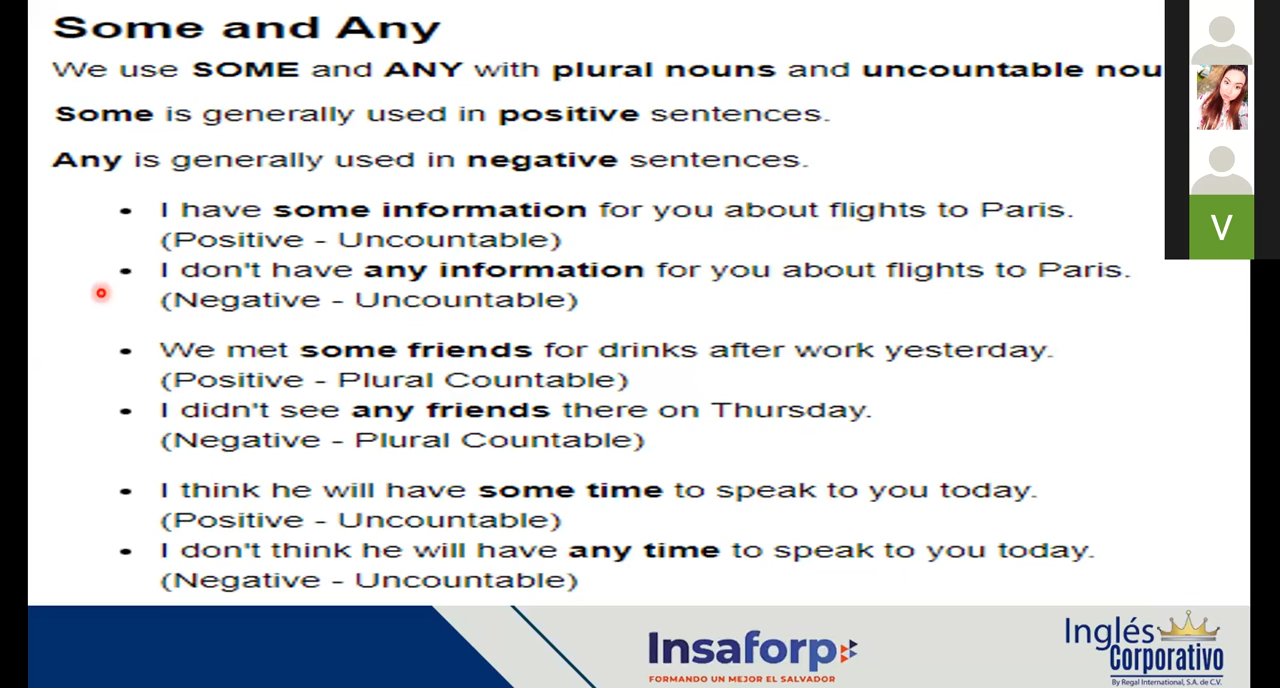 Some and Any
We use SOME and ANY with plural nouns and uncountable nou
Some is generally used in positive sentences.
Any is generally used in negative sentences.
• I have some information for you about flights to Paris.
(Positive - Uncountable)
• I don't have any information for you about flights to Paris.
(Negative - Uncountable)
• We met some friends for drinks after work yesterday.
(Positive - Plural Countable)
• I didn't see any friends there on Thursday.
(Negative - Plural Countable)
• I think he will have some time to speak to you today.
(Positive - Uncountable)
• I don't think he will have any time to speak to you today.
(Negative - Uncountable)
V
Insaforp
FORMANDO UN MEJOR EL SALVADOR
Inglés
Corporativo
By Regal International, S.A. de C.V.